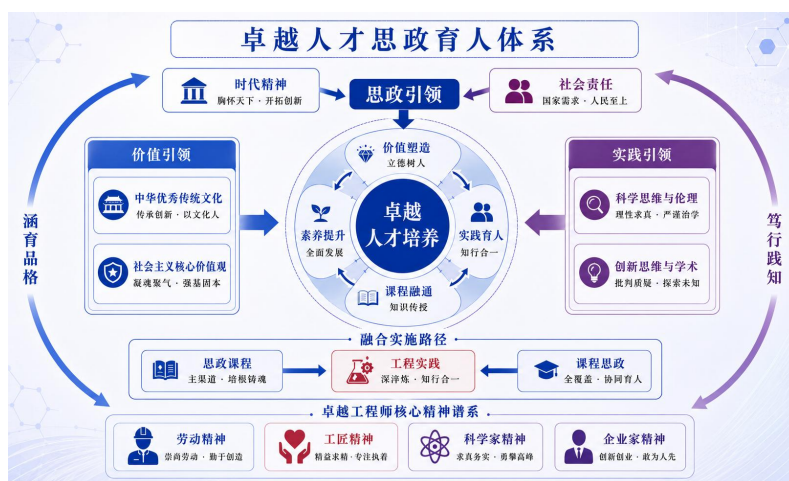 卓越人才思政育人体系
时代精神
胸怀天下·开拓创新
思政引领
社会责任
国家需求·人民至上
价值引领
中华优秀传统文化
传承创新·以文化人
社会主义核心价值观
凝魂聚气·强基固本
价值塑造
立德树人
素养提升
全面发展
卓越
人才培养
实践育人
知行合一
课程融通
知识传授
实践引领
科学思维与伦理
理性求真·严谨治学
创新思维与学术
批判质疑·探索未知
涵育品格
笃行践知
融合实施路径
思政课程
主渠道·培根铸魂
工程实践
深淬炼·知行合一
课程思政
全覆盖·协同育人
卓越工程师核心精神谱系
劳动精神
崇尚劳动·勤于创造
工匠精神
精益求精·专注执着
科学家精神
求真务实·勇攀高峰
企业家精神
创新创业·敢为人先